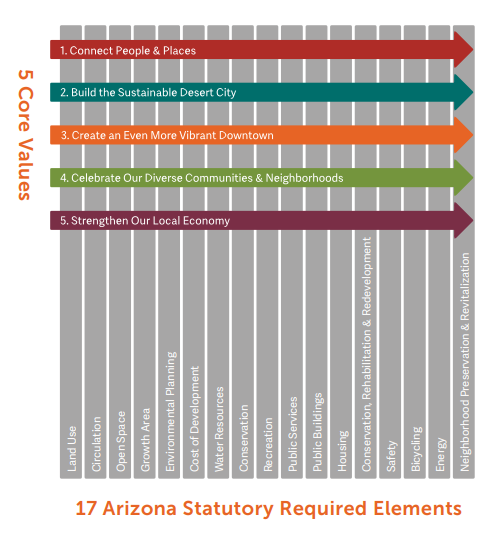 5 Core Values
1. Connect People & Places
2. Build the Sustainable Desert City
3. Create an Even More Vibrant Downtown
4. Celebrate Our Diverse Communities & Neighborhoods
5. Strengthen Our Local Economy
Land Use
Circulation
Open Space
Growth Area
Environmental Planning
Cost of Development
Water Resources
Conservation
Recreation
Public Services
Public Buildings
Housing
Conservation, Rehabilitation & Redevelopment
Safety
Bicycling
Energy
Neighborhood Preservation & Revitalization
17 Arizona Statutory Required Elements